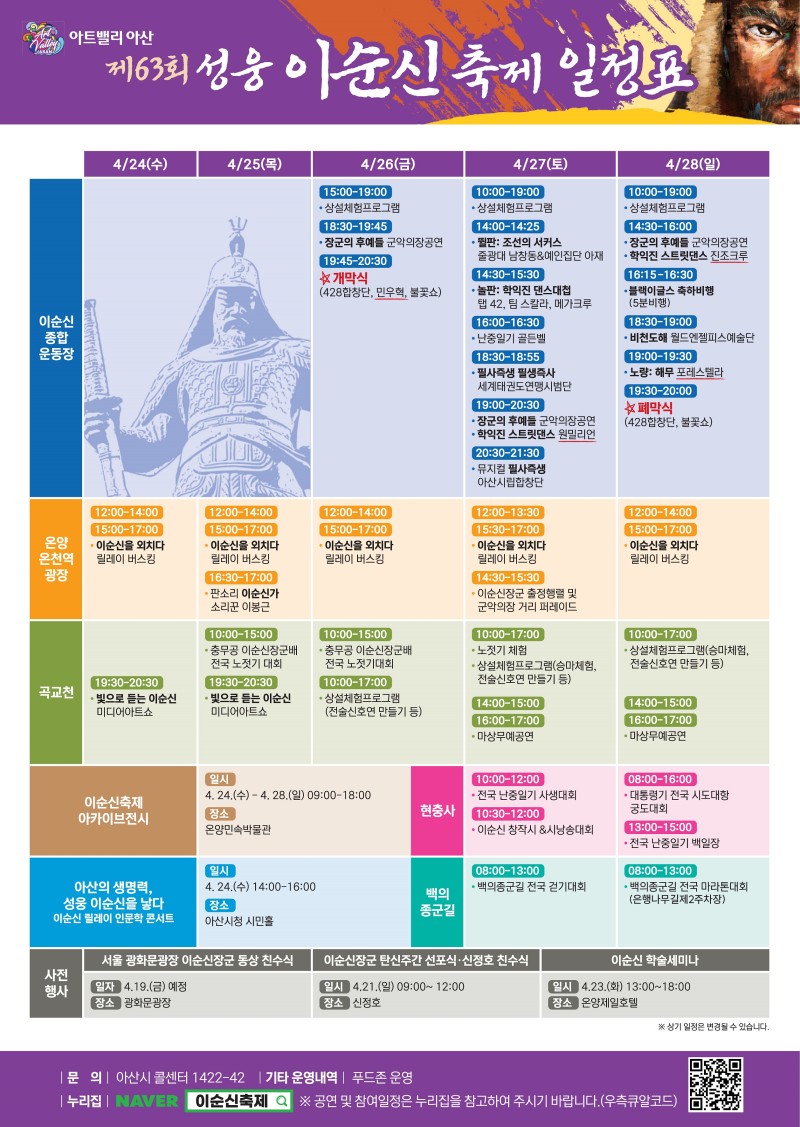 Art Valley ASAN
아트밸리 아산
제63회 성웅 이순신 축제 일정표
4/24(수)
4/25(목)
4/26(금)
4/27(토)
4/28(일)
이순신
종합
운동장
15:00-19:00
• 상설체험프로그램
18:30-19:45
• 장군의 후예들 군악의장공연
19:45-20:30
☆ 개막식
(428합창단, 민우혁, 불꽃쇼)
10:00-19:00
• 상설체험프로그램
14:00-14:25
• 뛸판: 조선의 서커스
줄광대 남창동&예인집단 아재
14:30-15:30
• 놀판: 학익진 댄스대첩
탭 42, 팀 스칼라, 메가크루
16:00-16:30
• 난중일기 골든벨
18:30-18:55
• 필사즉생 필생즉사
세계태권도연맹시범단
19:00-20:30
• 장군의 후예들 군악의장공연
• 학익진 스트릿댄스 원밀리언
20:30-21:30
• 뮤지컬 필사즉생
아산시립합창단
10:00-19:00
• 상설체험프로그램
14:30-16:00
• 장군의 후예들 군악의장공연
• 학익진 스트릿댄스 진조크루
16:15-16:30
• 블랙이글스 축하비행
(5분비행)
18:30-19:00
• 비천도해 월드엔젤피스예술단
19:00-19:30
• 노량: 해무 포레스텔라
19:30-20:00
☆ 폐막식
(428합창단, 불꽃쇼)
온양
온천역
광장
12:00-14:00
15:00-17:00
• 이순신을 외치다
릴레이 버스킹
12:00-14:00
15:00-17:00
• 이순신을 외치다
릴레이 버스킹
16:30-17:00
• 판소리 이순신가
소리꾼 이봉근
12:00-14:00
15:00-17:00
• 이순신을 외치다
릴레이 버스킹
12:00-13:30
15:30-17:00
• 이순신을 외치다
릴레이 버스킹
14:30-15:30
• 이순신장군 출정행렬 및
군악의장 거리 퍼레이드
12:00-14:00
15:00-17:00
• 이순신을 외치다
릴레이 버스킹
곡교천
19:30-20:30
• 빛으로 듣는 이순신
미디어아트쇼
10:00-15:00
• 충무공 이순신장군배
전국 노젓기 대회
19:30-20:30
• 빛으로 듣는 이순신
미디어아트쇼
10:00-15:00
• 충무공 이순신장군배
전국 노젓기대회
10:00-17:00
• 상설체험프로그램
(전술신호연 만들기 등)
10:00-17:00
• 노젓기 체험
• 상설체험프로그램(승마체험,
전술신호연 만들기 등)
14:00-15:00
16:00-17:00
• 마상무예공연
10:00-17:00
• 상설체험프로그램(승마체험,
전술신호연 만들기 등)
14:00-15:00
16:00-17:00
• 마상무예공연
이순신축제
아카이브전시
일시
4. 24.(수) - 4. 28.(일) 09:00-18:00
장소
온양민속박물관
현충사
10:00-12:00
• 전국 난중일기 사생대회
10:30-12:00
• 이순신 창작시 &시낭송대회
08:00-16:00
• 대통령기 전국 시도대항
궁도대회
13:00-15:00
• 전국 난중일기 백일장
아산의 생명력,
성웅 이순신을 낳다
이순신 릴레이 인문학 콘서트
일시
4. 24.(수) 14:00-16:00
장소
아산시청 시민홀
백의
종군길
08:00-13:00
• 백의종군길 전국 걷기대회
08:00-13:00
• 백의종군길 전국 마라톤대회
(은행나무길제2주차장)
사전
행사
서울 광화문광장 이순신장군 동상 친수식
일자 4.19.(금) 예정
장소 광화문광장
이순신장군 탄신주간 선포식·신정호 친수식
일시 4.21.(일) 09:00~ 12:00
장소 신정호
이순신 학술세미나
일시 4.23.(화) 13:00~18:00
장소 온양제일호텔
※ 상기 일정은 변경될 수 있습니다.
| 문 의 | 아산시 콜센터 1422-42 | 기타 운영내역 | 푸드존 운영
| 누리집 | NAVER 이순신축제 ※ 공연 및 참여일정은 누리집을 참고하여 주시기 바랍니다.(우측큐알코드)